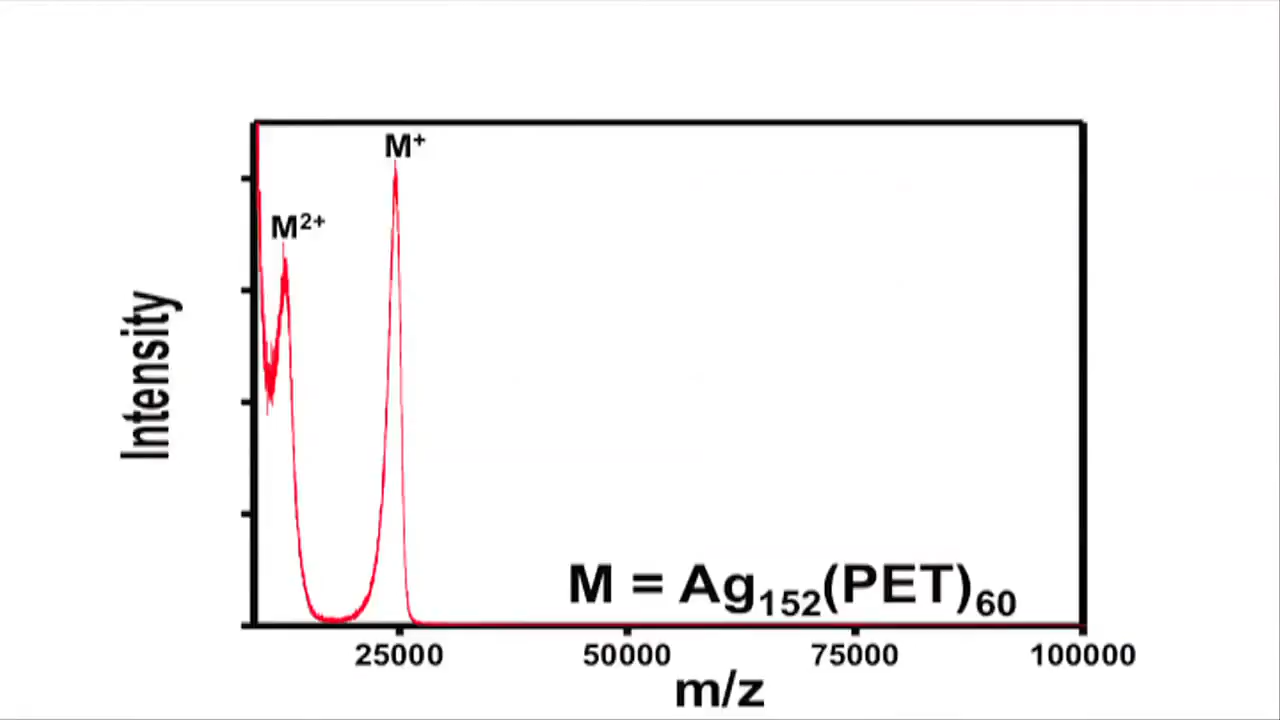 M⁺
M²⁺
Intensity
M = Ag₁₅₂(PET)₆₀
25000 50000 75000 100000
m/z